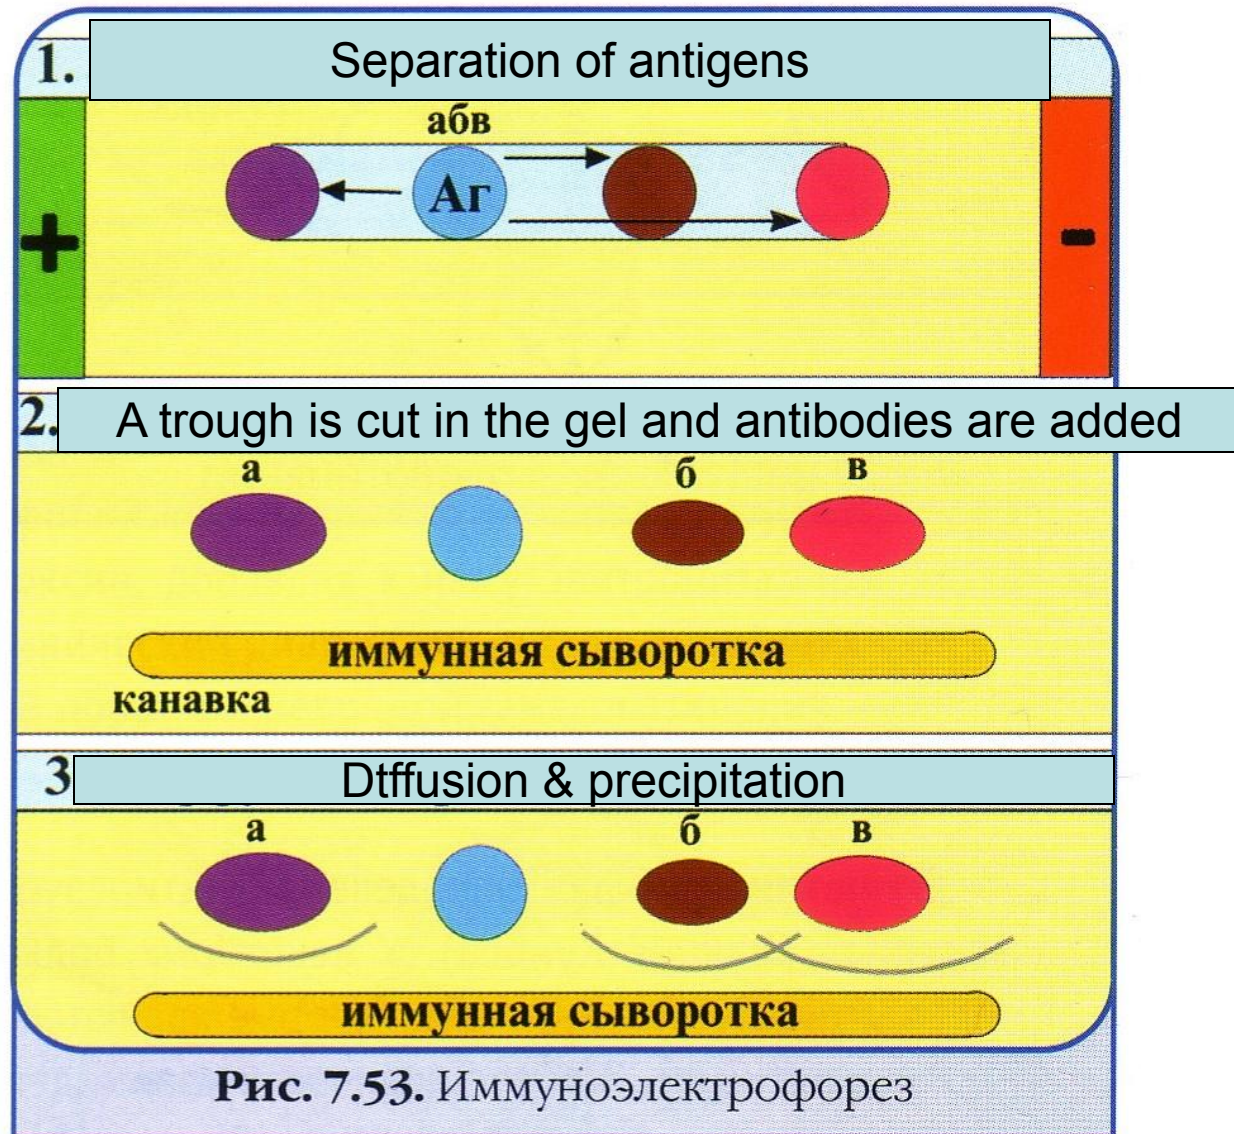 1. Separation of antigens
абв
Аг
+
-
2. A trough is cut in the gel and antibodies are added
а б в
иммунная сыворотка
канавка
3 Dtffusion & precipitation
а б в
иммунная сыворотка
Рис. 7.53. Иммуноэлектрофорез